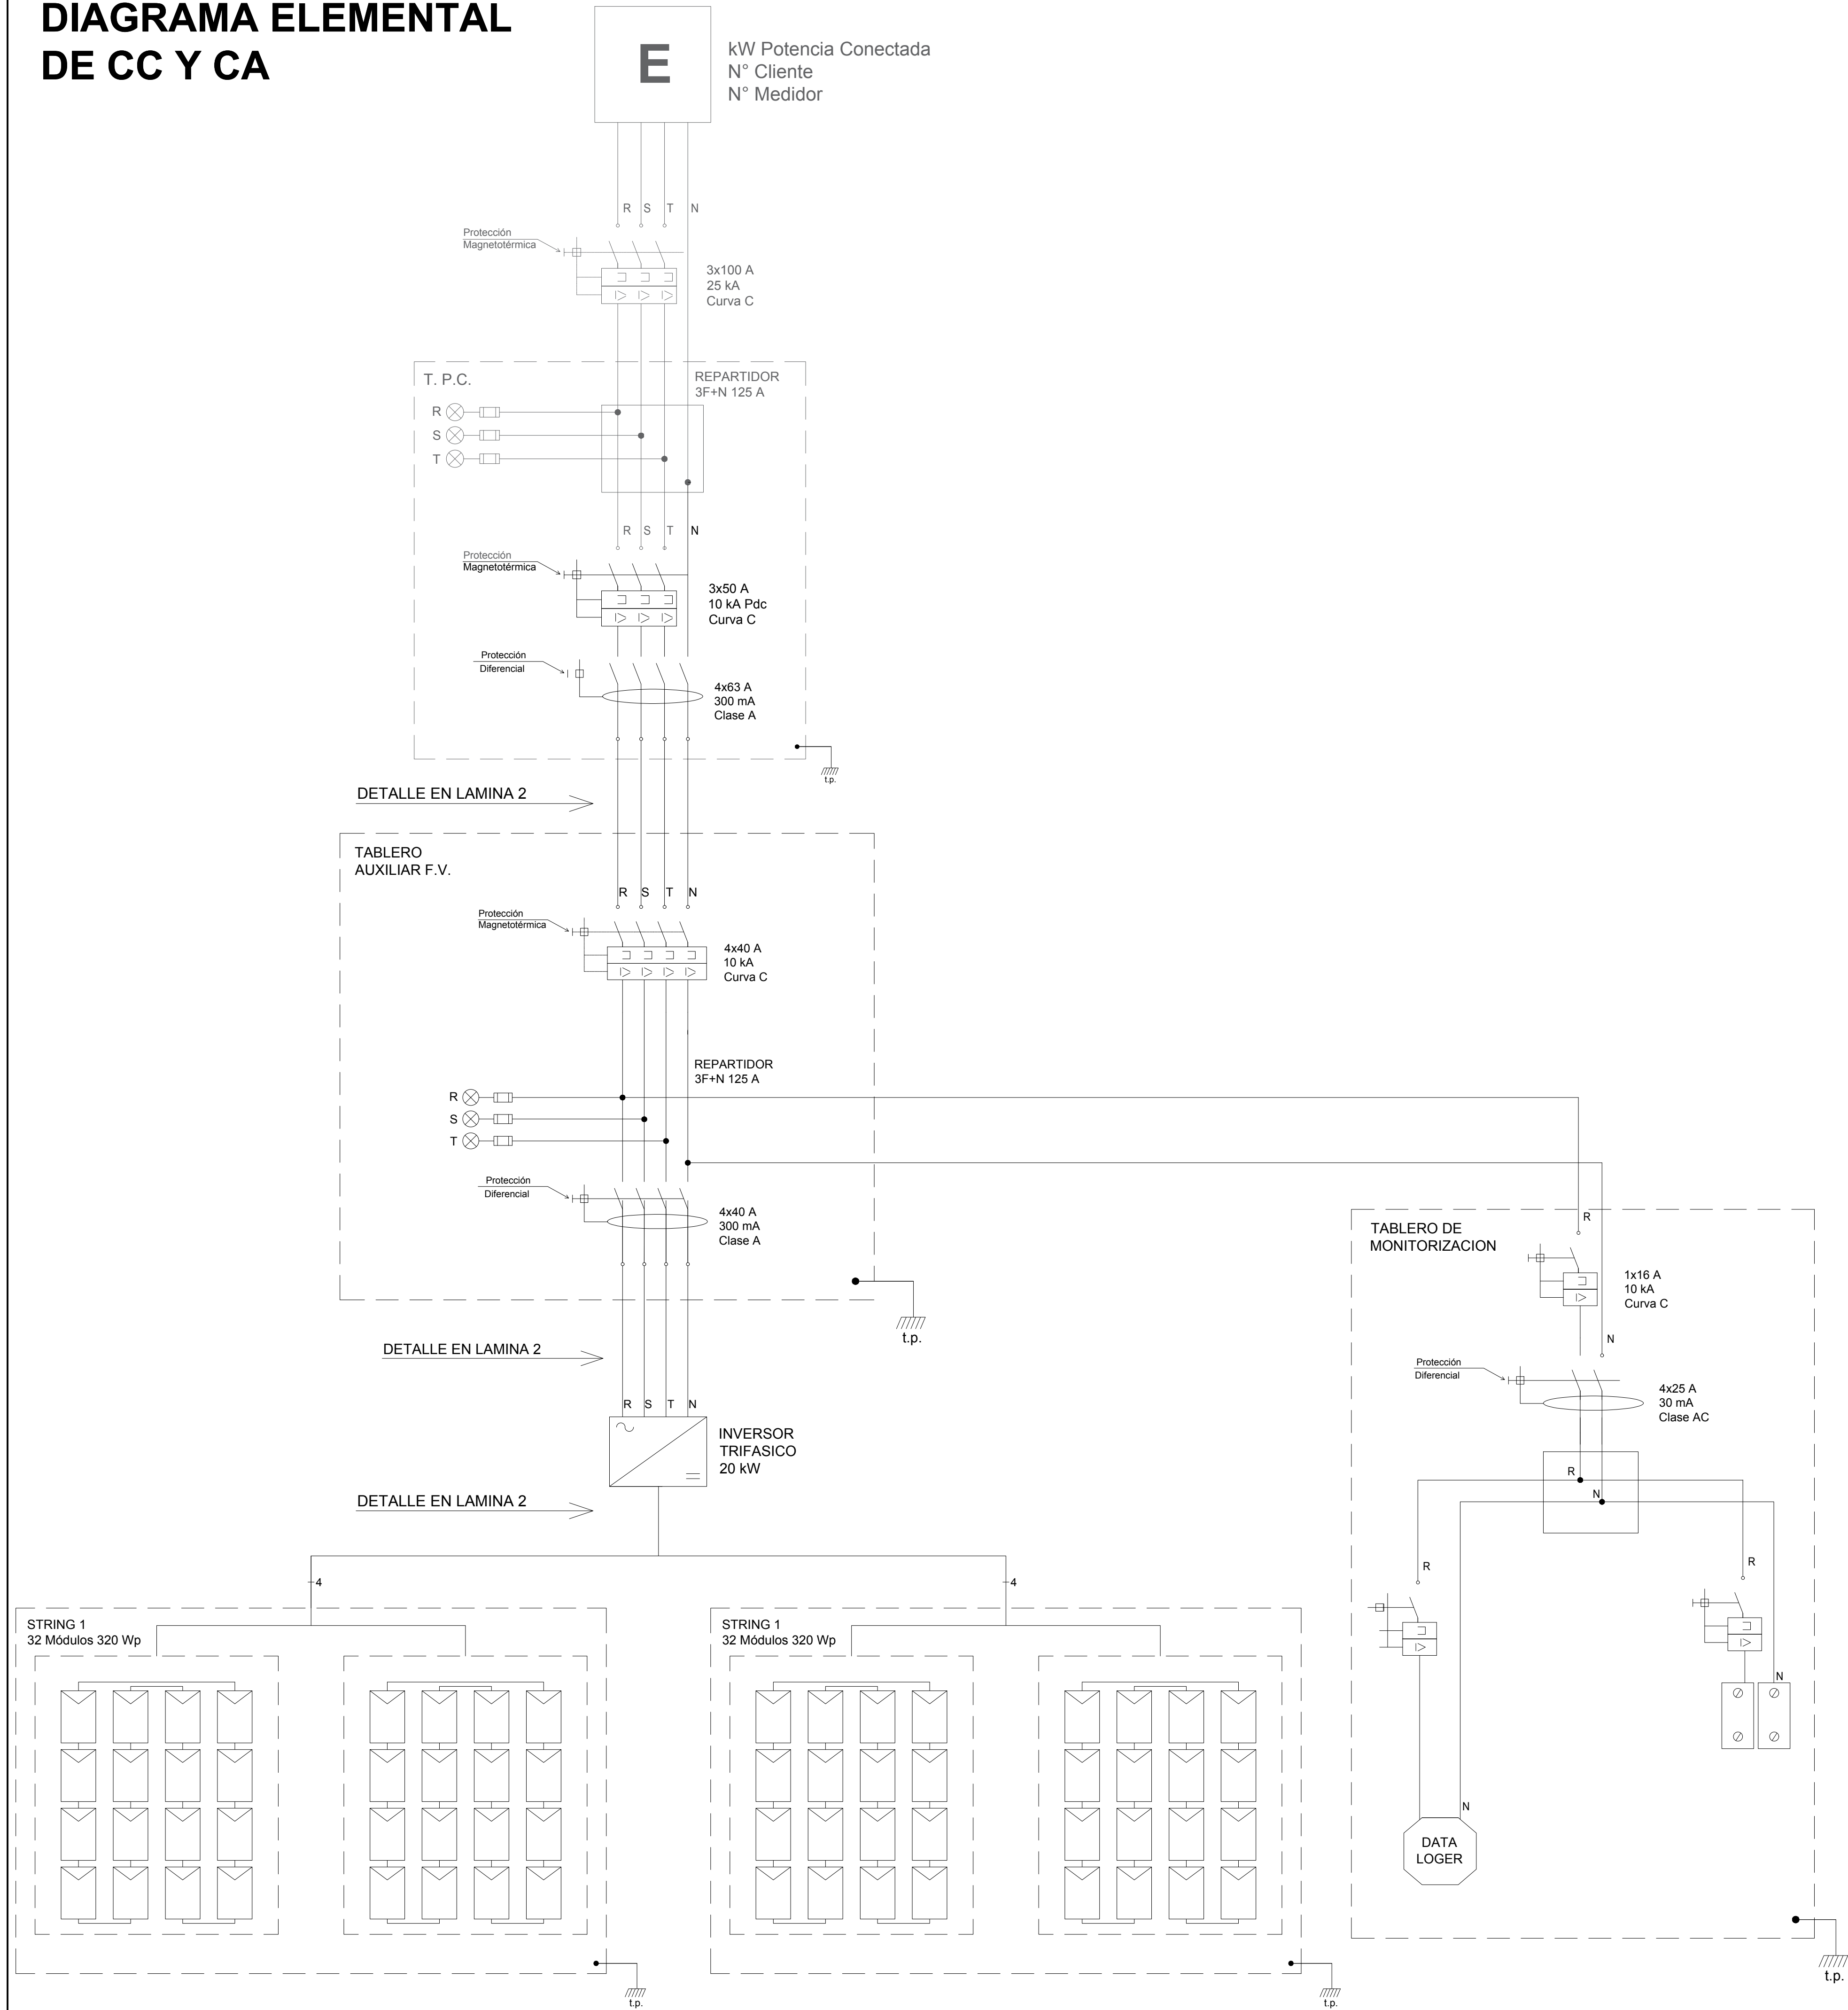 DIAGRAMA ELEMENTAL
DE CC Y CA
E
kW Potencia Conectada
N° Cliente
N° Medidor
R S T N
Protección
Magnetotérmica
3x100 A
25 kA
Curva C
T. P.C.
REPARTIDOR
3F+N 125 A
R
S
T
R S T N
Protección
Magnetotérmica
3x50 A
10 kA Pdc
Curva C
Protección
Diferencial
4x63 A
300 mA
Clase A
t.p.
DETALLE EN LAMINA 2
TABLERO
AUXILIAR F.V.
R S T N
Protección
Magnetotérmica
4x40 A
10 kA
Curva C
REPARTIDOR
3F+N 125 A
R
S
T
Protección
Diferencial
4x40 A
300 mA
Clase A
t.p.
DETALLE EN LAMINA 2
R S T N
INVERSOR
TRIFASICO
20 kW
DETALLE EN LAMINA 2
4
4
STRING 1
32 Módulos 320 Wp
t.p.
STRING 1
32 Módulos 320 Wp
t.p.
TABLERO DE
MONITORIZACION
R
1x16 A
10 kA
Curva C
N
Protección
Diferencial
4x25 A
30 mA
Clase AC
R
N
R
R
N
N
DATA
LOGER
t.p.